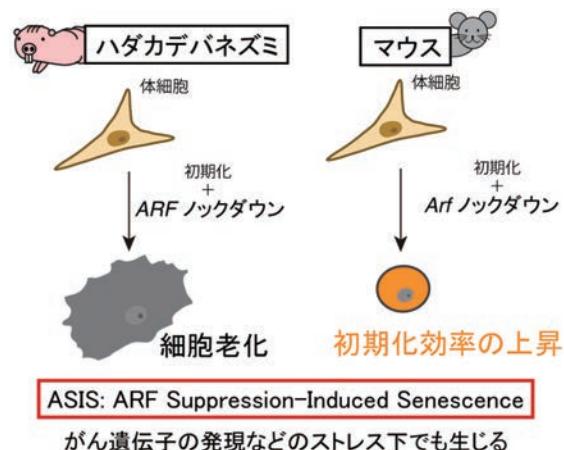 ハダカデバネズミ
マウス
体細胞
体細胞
初期化
+
ARF ノックダウン
初期化
+
Arf ノックダウン
細胞老化
初期化効率の上昇
ASIS: ARF Suppression-Induced Senescence
がん遺伝子の発現などのストレス下でも生じる